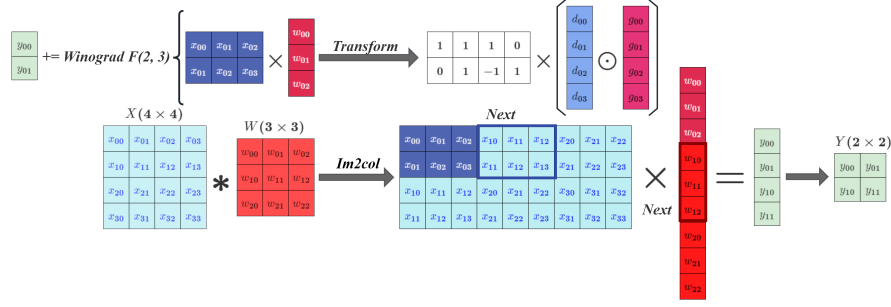 y₀₀
y₀₁
+= Winograd F(2, 3)
x₀₀ x₀₁ x₀₂
x₀₁ x₀₂ x₀₃
×
w₀₀
w₀₁
w₀₂
Transform
1 1 1 0
0 1 −1 1
×
d₀₀
d₀₁
d₀₂
d₀₃
⊙
g₀₀
g₀₁
g₀₂
g₀₃
X(4 × 4)
x₀₀ x₀₁ x₀₂ x₀₃
x₁₀ x₁₁ x₁₂ x₁₃
x₂₀ x₂₁ x₂₂ x₂₃
x₃₀ x₃₁ x₃₂ x₃₃
*
W(3 × 3)
w₀₀ w₀₁ w₀₂
w₁₀ w₁₁ w₁₂
w₂₀ w₂₁ w₂₂
Im2col
Next
x₀₀ x₀₁ x₀₂ x₁₀ x₁₁ x₁₂ x₂₀ x₂₁ x₂₂
x₀₁ x₀₂ x₀₃ x₁₁ x₁₂ x₁₃ x₂₁ x₂₂ x₂₃
x₁₀ x₁₁ x₁₂ x₂₀ x₂₁ x₂₂ x₃₀ x₃₁ x₃₂
x₁₁ x₁₂ x₁₃ x₂₁ x₂₂ x₂₃ x₃₁ x₃₂ x₃₃
×
Next
w₀₀
w₀₁
w₀₂
w₁₀
w₁₁
w₁₂
w₂₀
w₂₁
w₂₂
=
y₀₀
y₀₁
y₁₀
y₁₁
Y(2 × 2)
y₀₀ y₀₁
y₁₀ y₁₁